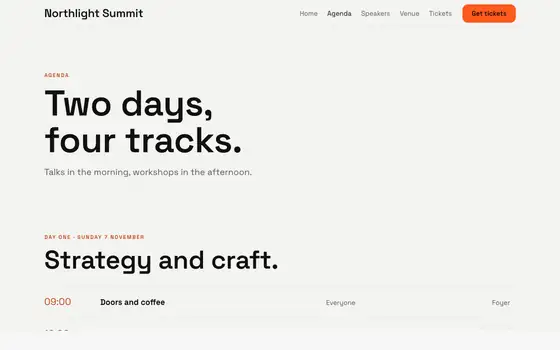 Northlight Summit
Home Agenda Speakers Venue Tickets Get tickets
AGENDA
Two days,
four tracks.
Talks in the morning, workshops in the afternoon.
DAY ONE · SUNDAY 7 NOVEMBER
Strategy and craft.
09:00 Doors and coffee Everyone Foyer